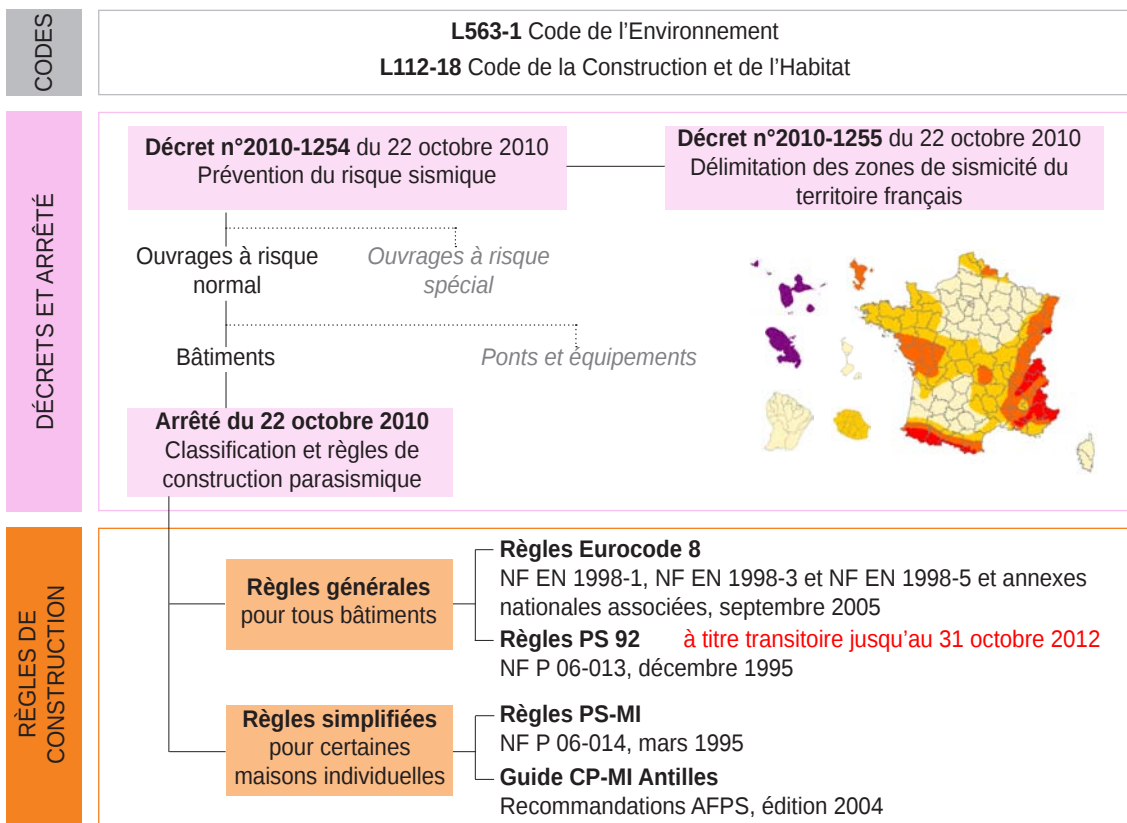 CODES
L563-1 Code de l'Environnement
L112-18 Code de la Construction et de l'Habitat
DÉCRETS ET ARRÊTÉ
Décret n°2010-1254 du 22 octobre 2010
Prévention du risque sismique
Décret n°2010-1255 du 22 octobre 2010
Délimitation des zones de sismicité du
territoire français
Ouvrages à risque
normal
Ouvrages à risque
spécial
Bâtiments
Ponts et équipements
Arrêté du 22 octobre 2010
Classification et règles de
construction parasismique
RÈGLES DE
CONSTRUCTION
Règles générales
pour tous bâtiments
Règles Eurocode 8
NF EN 1998-1, NF EN 1998-3 et NF EN 1998-5 et annexes
nationales associées, septembre 2005
Règles PS 92 à titre transitoire jusqu'au 31 octobre 2012
NF P 06-013, décembre 1995
Règles simplifiées
pour certaines
maisons individuelles
Règles PS-MI
NF P 06-014, mars 1995
Guide CP-MI Antilles
Recommandations AFPS, édition 2004